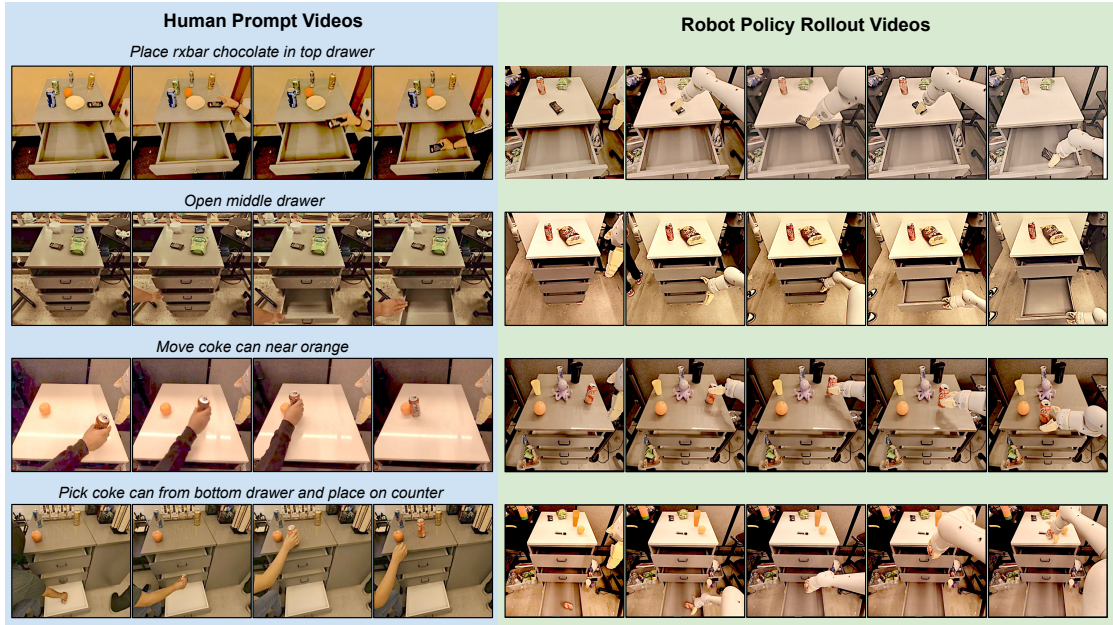 Human Prompt Videos
Robot Policy Rollout Videos
Place rxbar chocolate in top drawer
Open middle drawer
Move coke can near orange
Pick coke can from bottom drawer and place on counter